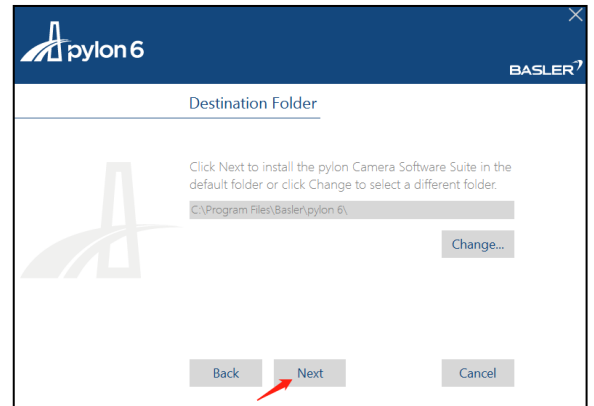 pylon 6
BASLER
Destination Folder
Click Next to install the pylon Camera Software Suite in the
default folder or click Change to select a different folder.
C:\Program Files\Basler\pylon 6\
Change...
Back Next Cancel